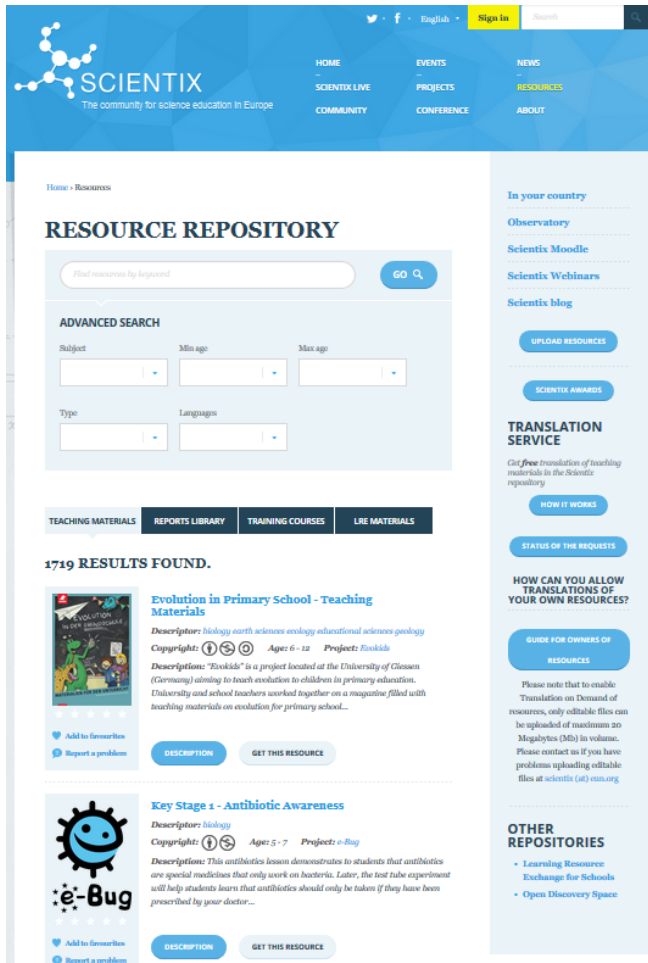 English
Sign in
Search
SCIENTIX
The community for science education in Europe
HOME
EVENTS
NEWS
SCIENTIX LIVE
PROJECTS
RESOURCES
COMMUNITY
CONFERENCE
ABOUT
Home › Resources
RESOURCE REPOSITORY
Find resources by keyword
GO
ADVANCED SEARCH
Subject
Min age
Max age
Type
Languages
TEACHING MATERIALS
REPORTS LIBRARY
TRAINING COURSES
LRE MATERIALS
1719 RESULTS FOUND.
EVOLUTION
IN DER GRUNDSCHULE
MATERIALIEN FÜR DEN UNTERRICHT
Add to favourites
Report a problem
Evolution in Primary School - Teaching
Materials
Descriptor: biology earth sciences ecology educational sciences geology
Copyright: Age: 6 - 12 Project: Evokids
Description: "Evokids" is a project located at the University of Giessen
(Germany) aiming to teach evolution to children in primary education.
University and school teachers worked together on a magazine filled with
teaching materials on evolution for primary school...
DESCRIPTION
GET THIS RESOURCE
e-Bug
Add to favourites
Report a problem
Key Stage 1 - Antibiotic Awareness
Descriptor: biology
Copyright: Age: 5 - 7 Project: e-Bug
Description: This antibiotics lesson demonstrates to students that antibiotics
are special medicines that only work on bacteria. Later, the test tube experiment
will help students learn that antibiotics should only be taken if they have been
prescribed by your doctor...
DESCRIPTION
GET THIS RESOURCE
In your country
Observatory
Scientix Moodle
Scientix Webinars
Scientix blog
UPLOAD RESOURCES
SCIENTIX AWARDS
TRANSLATION
SERVICE
Get free translation of teaching
materials in the Scientix
repository
HOW IT WORKS
STATUS OF THE REQUESTS
HOW CAN YOU ALLOW
TRANSLATIONS OF
YOUR OWN RESOURCES?
GUIDE FOR OWNERS OF
RESOURCES
Please note that to enable
Translation on Demand of
resources, only editable files can
be uploaded of maximum 20
Megabytes (Mb) in volume.
Please contact us if you have
problems uploading editable
files at scientix (at) eun.org
OTHER
REPOSITORIES
• Learning Resource
Exchange for Schools
• Open Discovery Space